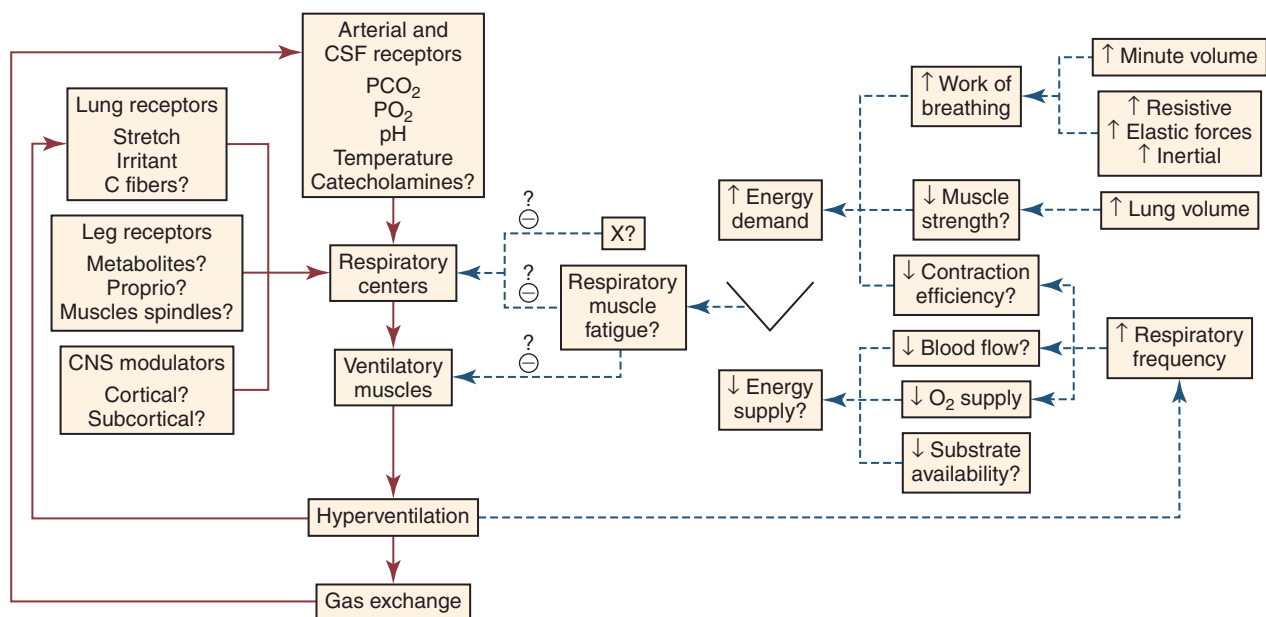 Arterial and
CSF receptors
PCO₂
PO₂
pH
Temperature
Catecholamines?
Lung receptors
Stretch
Irritant
C fibers?
Leg receptors
Metabolites?
Proprio?
Muscles spindles?
CNS modulators
Cortical?
Subcortical?
Respiratory
centers
Ventilatory
muscles
Hyperventilation
Gas exchange
?
⊖
X?
?
⊖
Respiratory
muscle
fatigue?
?
⊖
↑ Energy
demand
↓ Energy
supply?
↑ Work of
breathing
↓ Muscle
strength?
↓ Contraction
efficiency?
↓ Blood flow?
↓ O₂ supply
↓ Substrate
availability?
↑ Minute volume
↑ Resistive
↑ Elastic forces
↑ Inertial
↑ Lung volume
↑ Respiratory
frequency